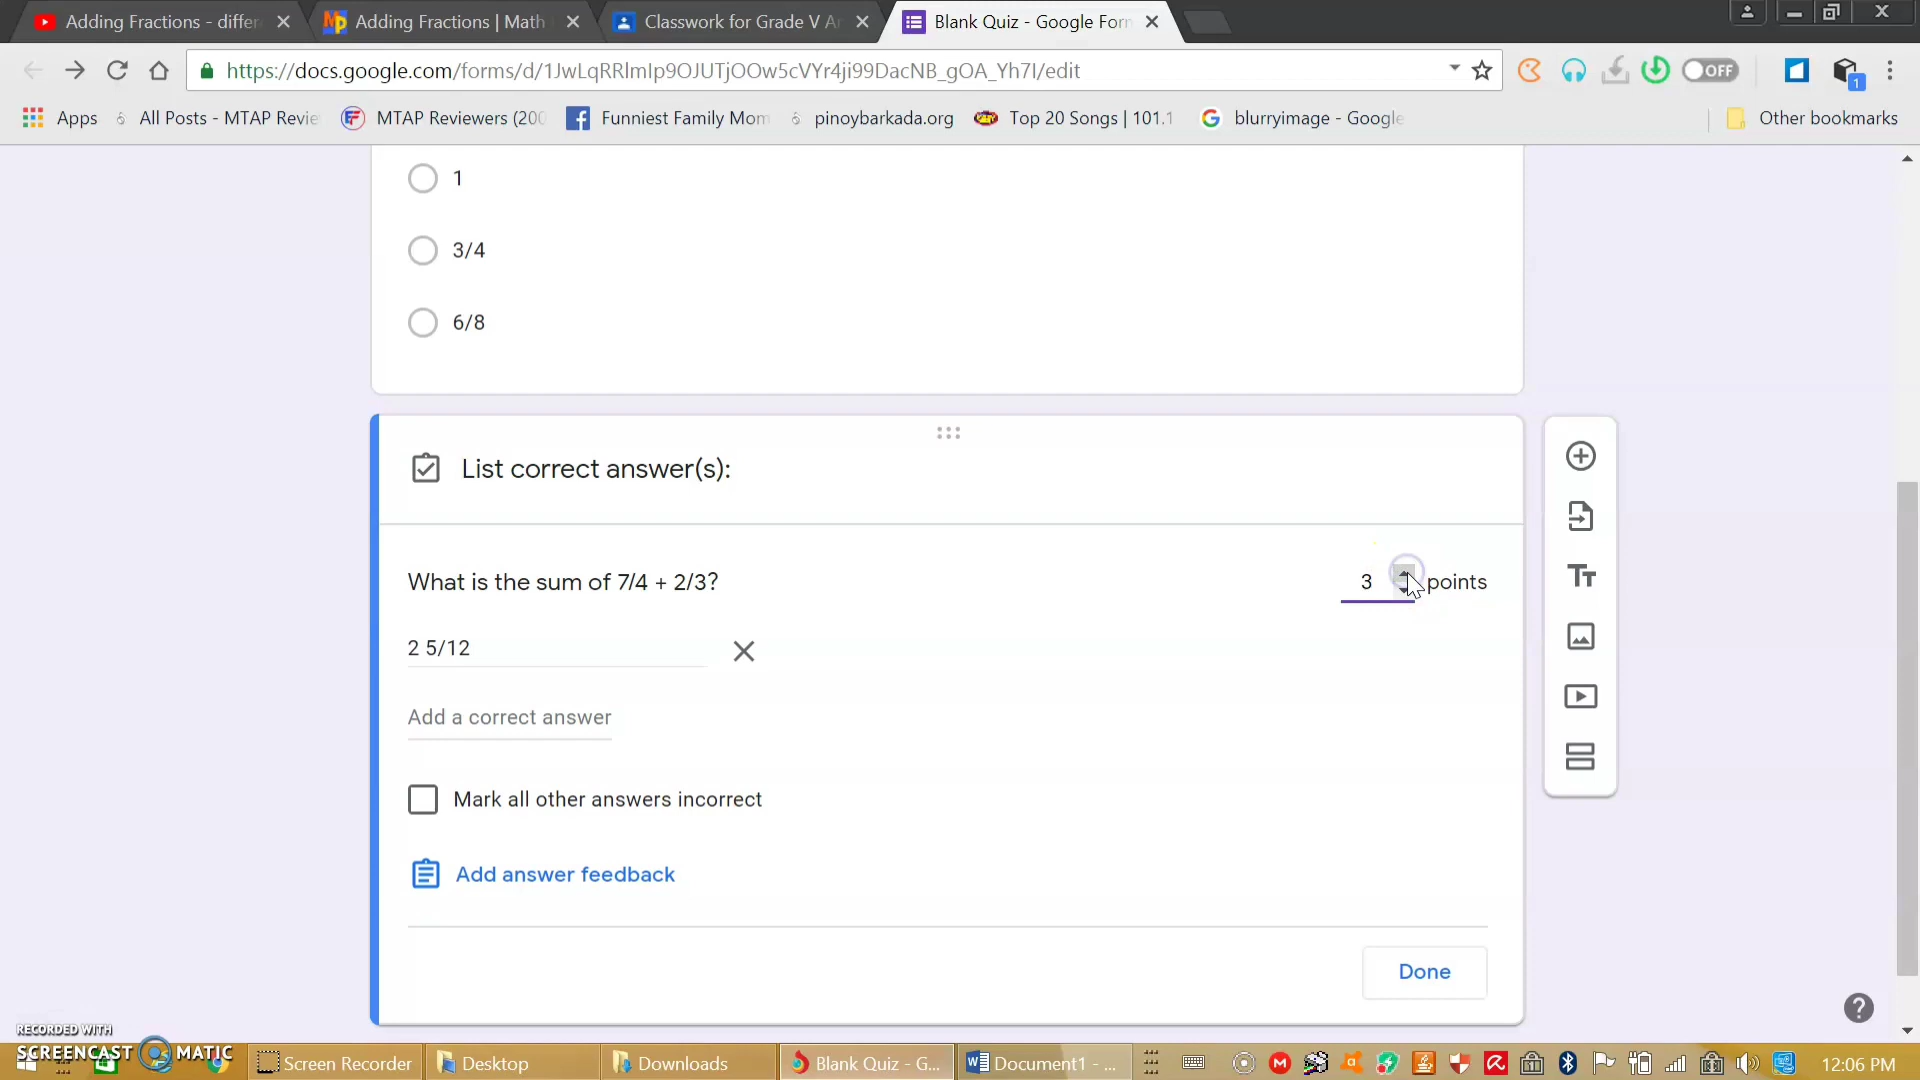 Adding Fractions - differ
Adding Fractions | Math
Classwork for Grade V Ar
Blank Quiz - Google Form
https://docs.google.com/forms/d/1JwLqRRlmIp9OJUTjOOw5cVYr4ji99DacNB_gOA_Yh7I/edit
OFF
1
Apps
All Posts - MTAP Revie
MTAP Reviewers (200
Funniest Family Mom
pinoybarkada.org
Top 20 Songs | 101.1
blurryimage - Google
Other bookmarks
1
3/4
6/8
List correct answer(s):
What is the sum of 7/4 + 2/3?
3 points
2 5/12
Add a correct answer
Mark all other answers incorrect
Add answer feedback
Done
RECORDED WITH
SCREENCAST MATIC
Screen Recorder
Desktop
Downloads
Blank Quiz - G...
Document1 - ...
12:06 PM